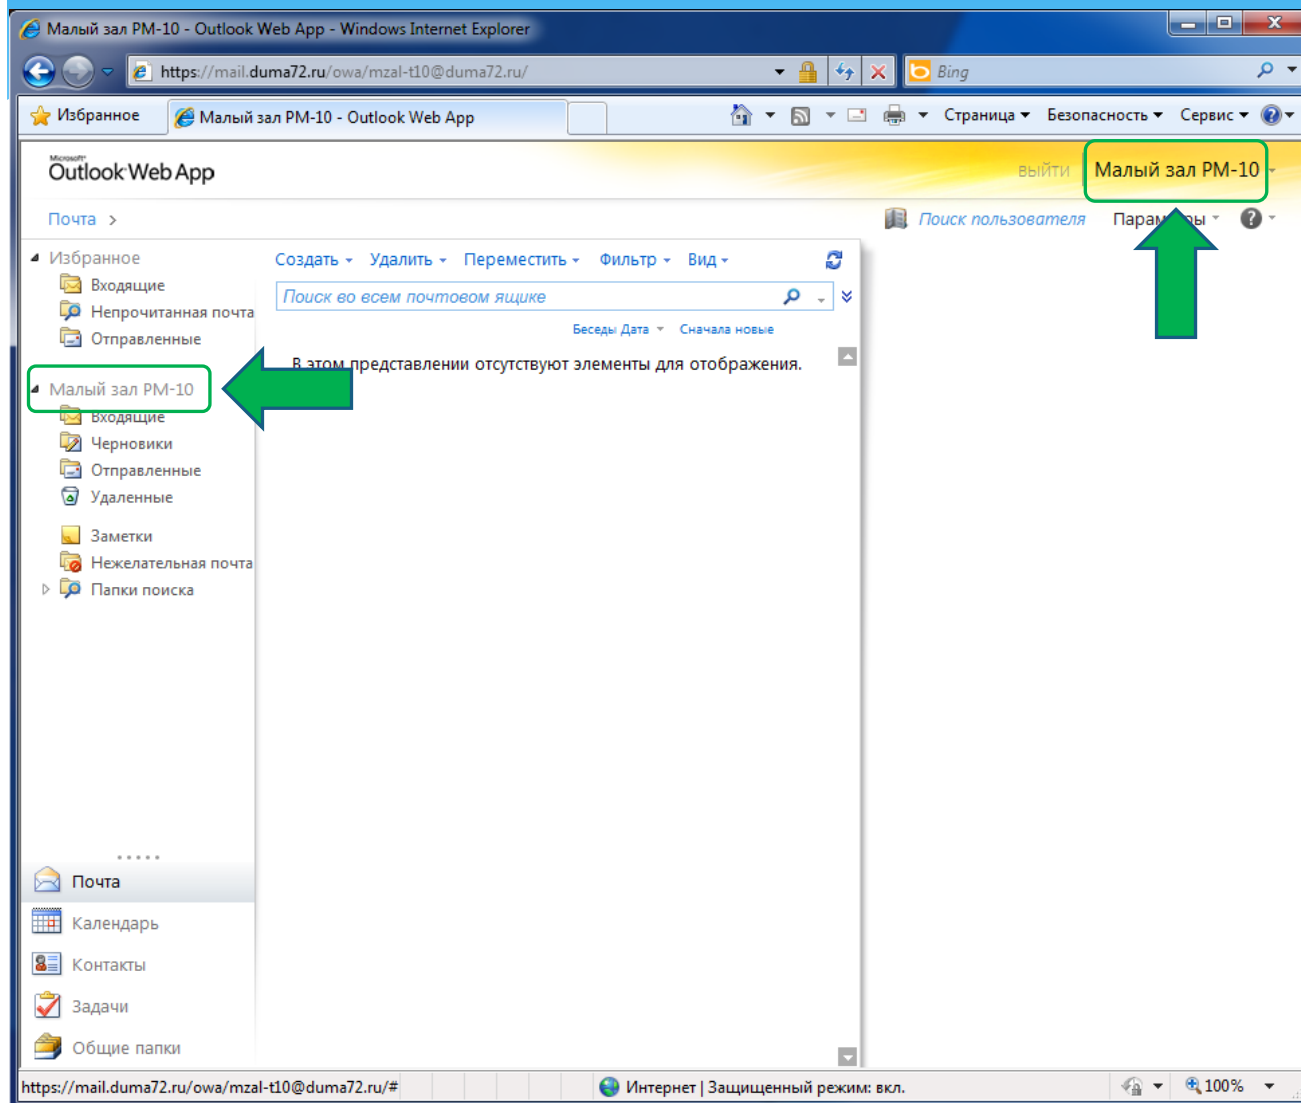 Малый зал РМ-10 - Outlook Web App - Windows Internet Explorer
https://mail.duma72.ru/owa/mzal-t10@duma72.ru/
Bing
Избранное
Малый зал РМ-10 - Outlook Web App
Страница
Безопасность
Сервис
Microsoft
Outlook Web App
выйти
Малый зал РМ-10
Почта >
Поиск пользователя
Параметры
Избранное
Входящие
Непрочитанная почта
Отправленные
Создать
Удалить
Переместить
Фильтр
Вид
Поиск во всем почтовом ящике
Беседы Дата
Сначала новые
В этом представлении отсутствуют элементы для отображения.
Малый зал РМ-10
Входящие
Черновики
Отправленные
Удаленные
Заметки
Нежелательная почта
Папки поиска
Почта
Календарь
Контакты
Задачи
Общие папки
https://mail.duma72.ru/owa/mzal-t10@duma72.ru/#
Интернет | Защищенный режим: вкл.
100%